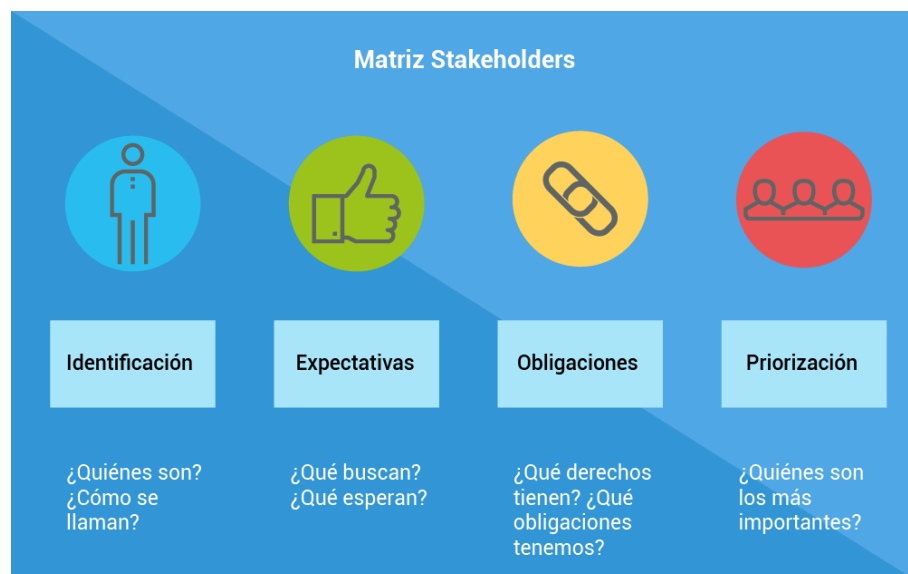 Matriz Stakeholders
Identificación
Expectativas
Obligaciones
Priorización
¿Quiénes son?
¿Cómo se
llaman?
¿Qué buscan?
¿Qué esperan?
¿Qué derechos
tienen? ¿Qué
obligaciones
tenemos?
¿Quiénes son
los más
importantes?